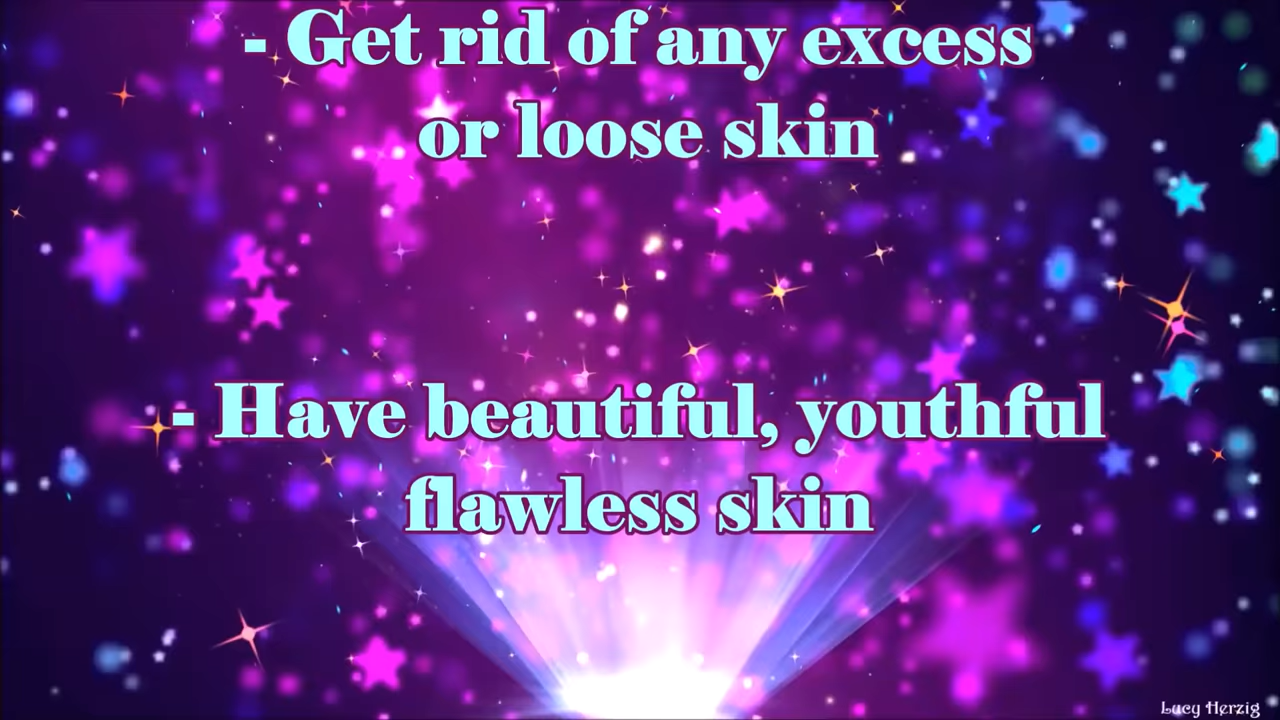 - Get rid of any excess
or loose skin
- Have beautiful, youthful
flawless skin
Lucy Herzig